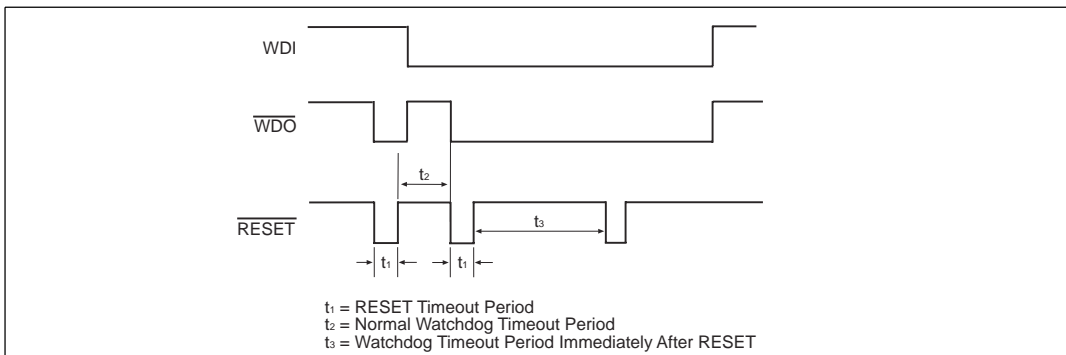 WDI
WDO
t₂
RESET
t₃
t₁
t₁
t₁ = RESET Timeout Period
t₂ = Normal Watchdog Timeout Period
t₃ = Watchdog Timeout Period Immediately After RESET